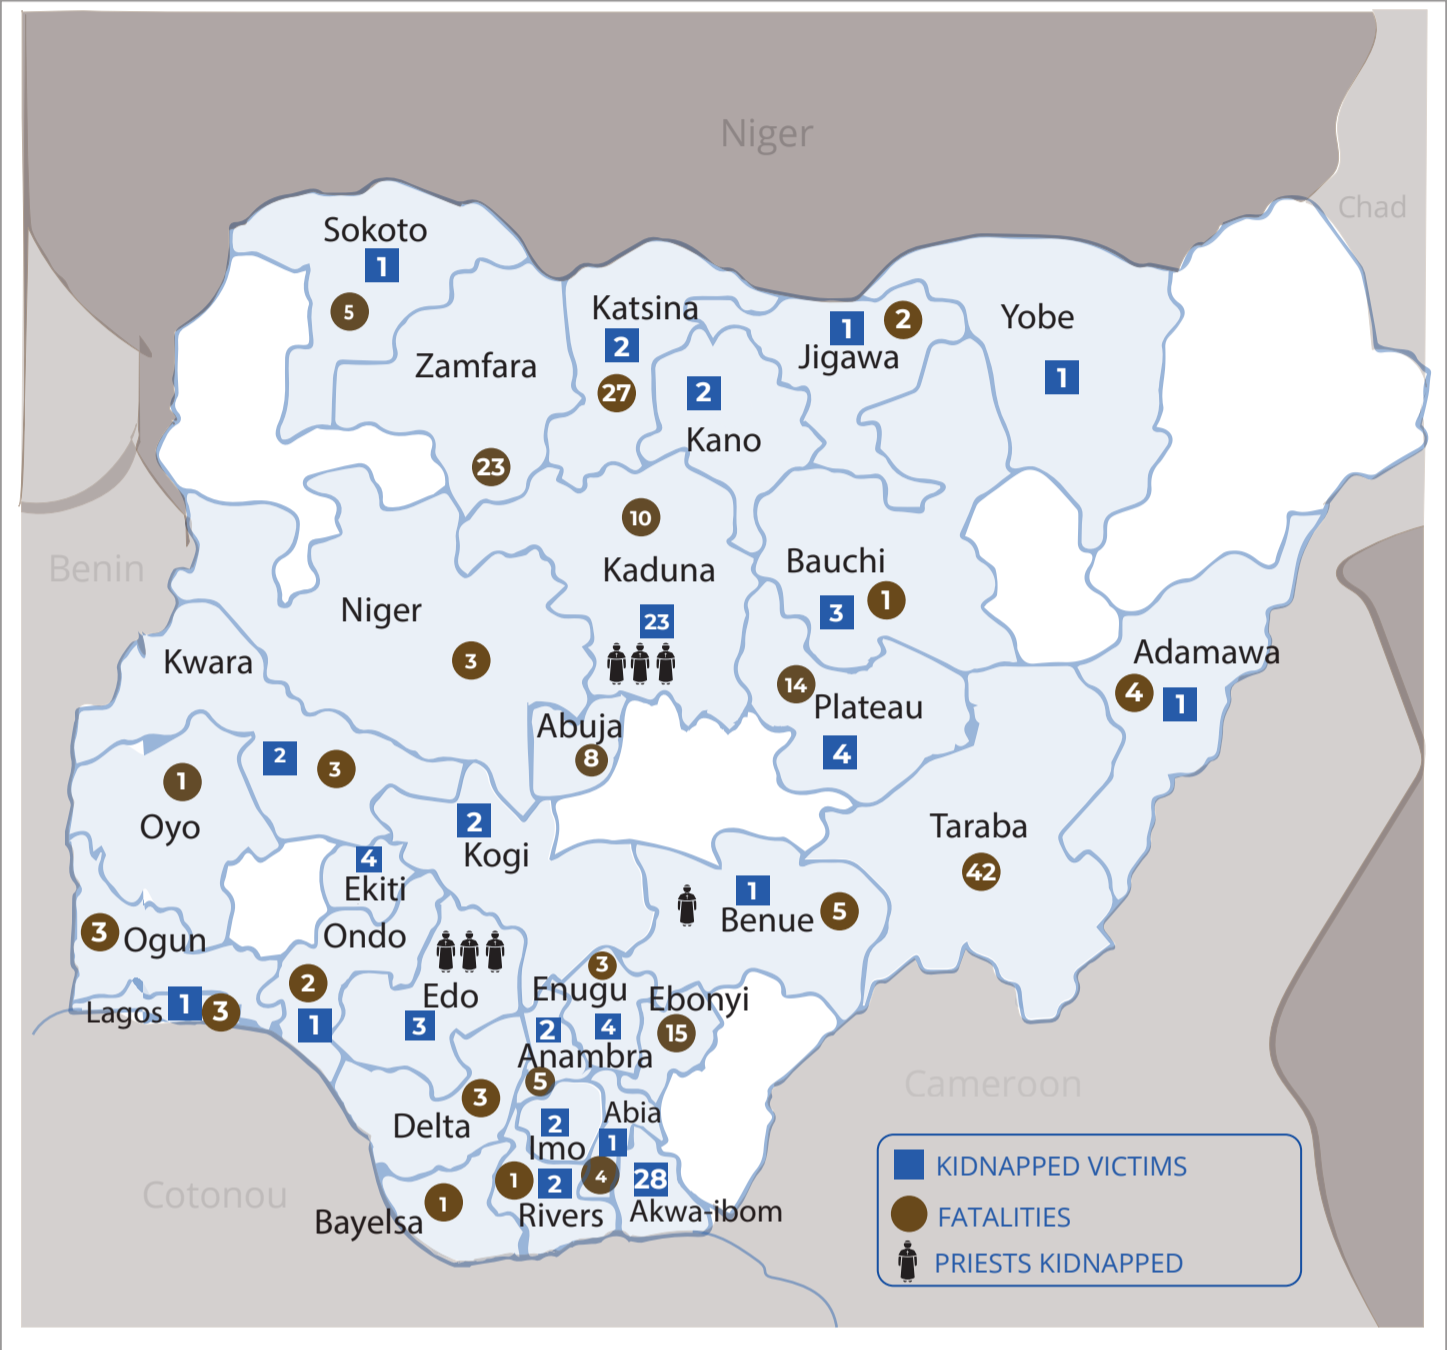 Niger
Chad
Sokoto
1
5
Katsina
2
27
Zamfara
23
2
Kano
1
2
Jigawa
Yobe
1
10
Kaduna
23
Benin
Niger
3
Bauchi
3
1
Kwara
2
3
Adamawa
4
1
14
Plateau
4
Abuja
8
1
Oyo
2
Kogi
4
Ekiti
Taraba
42
1
Benue
5
3
Ogun
Ondo
2
1
Lagos
1
3
Edo
3
3
Enugu
2
4
Anambra
5
Ebonyi
15
3
Delta
2
Imo
Abia
1
4
28
Akwa-ibom
1
2
Rivers
1
Bayelsa
Cotonou
Cameroon
KIDNAPPED VICTIMS
FATALITIES
PRIESTS KIDNAPPED